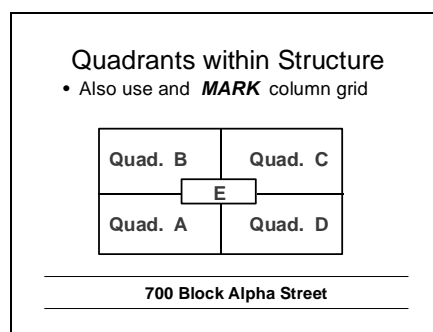 Quadrants within Structure
• Also use and MARK column grid
Quad. B Quad. C
E
Quad. A Quad. D
700 Block Alpha Street